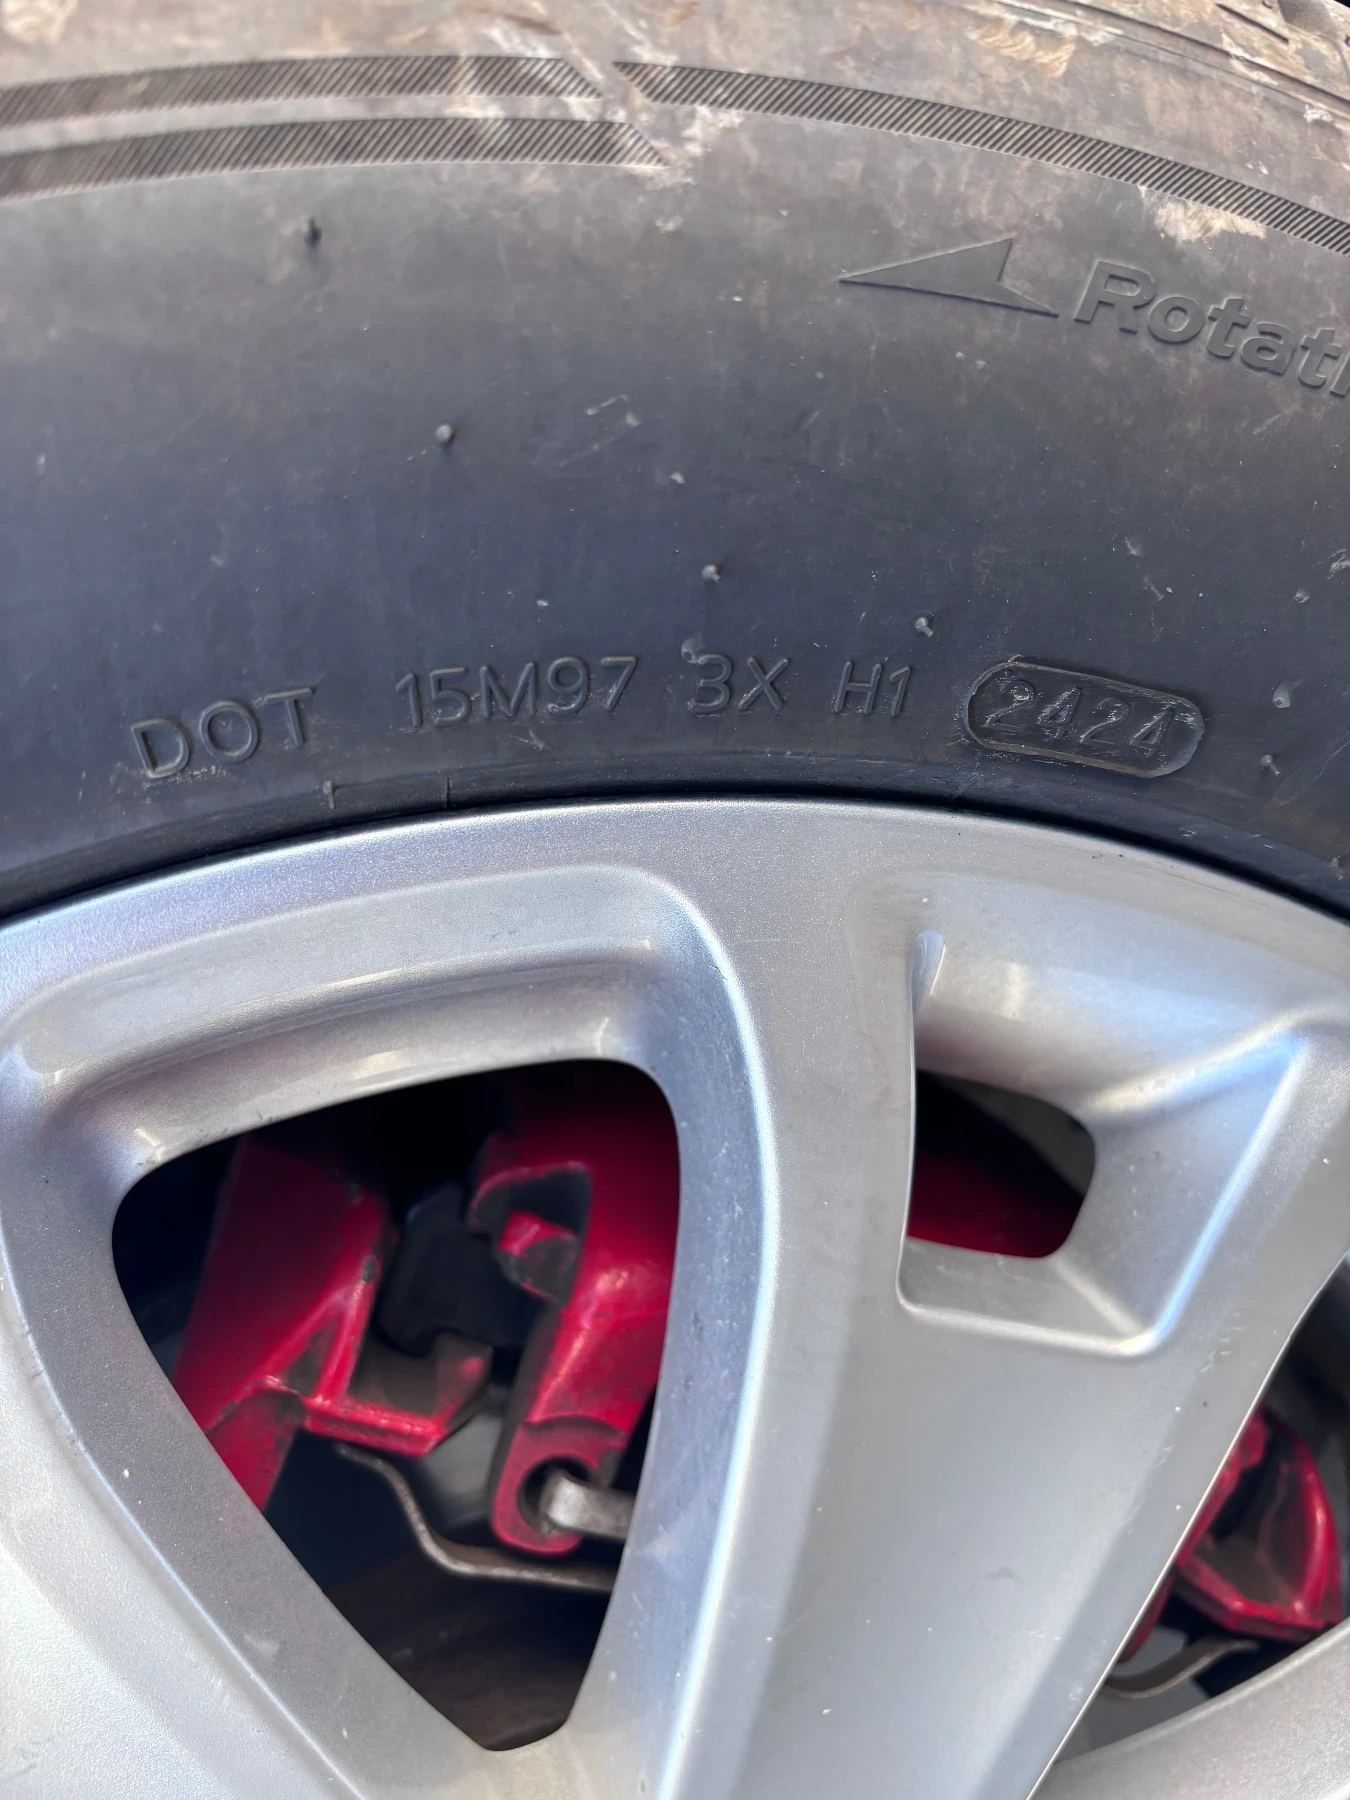 Rotati
DOT 15M97 3X H1 2424